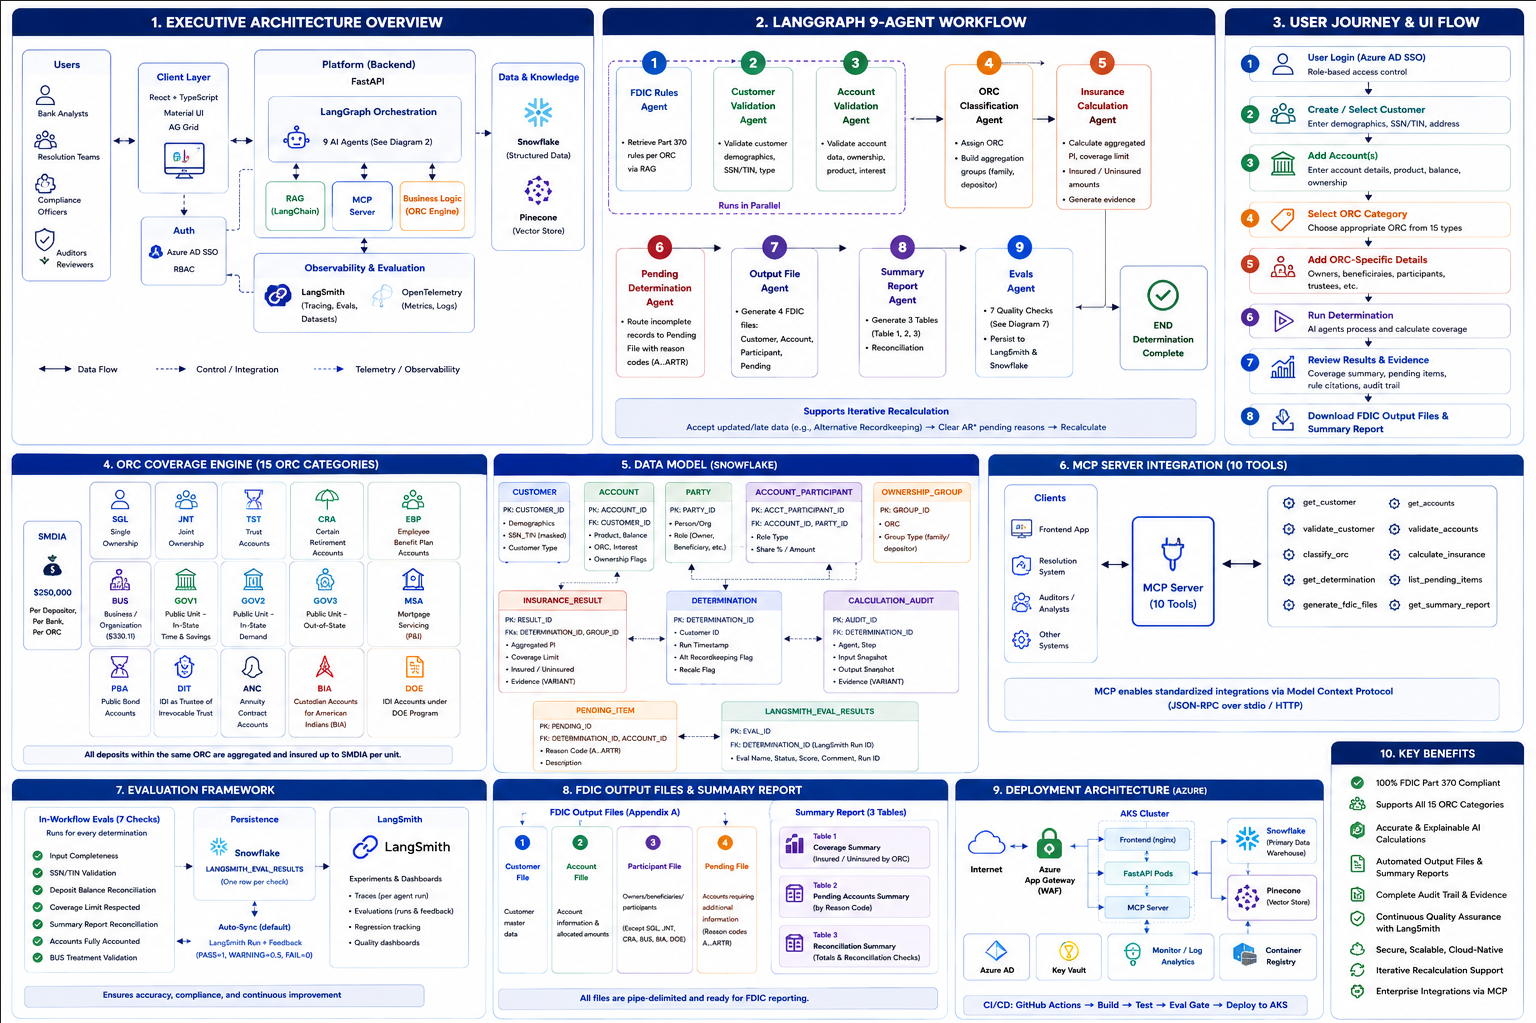 1. EXECUTIVE ARCHITECTURE OVERVIEW
Users
Bank Analysts
Resolution Teams
Compliance
Officers
Auditors
Reviewers
Client Layer
React + TypeScript
Material UI
AG Grid
Auth
Azure AD SSO
RBAC
Platform (Backend)
FastAPI
LangGraph Orchestration
9 AI Agents (See Diagram 2)
RAG
(LangChain)
MCP
Server
Business Logic
(ORC Engine)
Observability & Evaluation
LangSmith
(Tracing, Evals,
Datasets)
OpenTelemetry
(Metrics, Logs)
Data & Knowledge
Snowflake
(Structured Data)
Pinecone
(Vector Store)
Data Flow
Control / Integration
Telemetry / Observability
2. LANGGRAPH 9-AGENT WORKFLOW
1
FDIC Rules
Agent
• Retrieve Part 370
rules per ORC
via RAG
2
Customer
Validation
Agent
• Validate customer
demographics,
SSN/TIN, type
3
Account
Validation
Agent
• Validate account
data, ownership,
product, interest
Runs in Parallel
4
ORC
Classification
Agent
• Assign ORC
• Build aggregation
groups (family,
depositor)
5
Insurance
Calculation
Agent
• Calculate aggregated
PI, coverage limit
• Insured / Uninsured
amounts
• Generate evidence
6
Pending
Determination
Agent
• Route incomplete
records to Pending
File with reason
codes (A...ARTR)
7
Output File
Agent
• Generate 4 FDIC
files:
Customer, Account,
Participant,
Pending
8
Summary
Report
Agent
• Generate 3 Tables
(Table 1, 2, 3)
• Reconciliation
9
Evals
Agent
• 7 Quality Checks
(See Diagram 7)
• Persist to
LangSmith &
Snowflake
END
Determination
Complete
Supports Iterative Recalculation
Accept updated/late data (e.g., Alternative Recordkeeping) → Clear AR* pending reasons → Recalculate
3. USER JOURNEY & UI FLOW
1
User Login (Azure AD SSO)
Role-based access control
2
Create / Select Customer
Enter demographics, SSN/TIN, address
3
Add Account(s)
Enter account details, product, balance,
ownership
4
Select ORC Category
Choose appropriate ORC from 15 types
5
Add ORC-Specific Details
Owners, beneficiraies, participants,
trustees, etc.
6
Run Determination
AI agents process and calculate coverage
7
Review Results & Evidence
Coverage summary, pending items,
rule citations, audit trail
8
Download FDIC Output Files &
Summary Report
4. ORC COVERAGE ENGINE (15 ORC CATEGORIES)
SMDIA
$250,000
Per Depositor,
Per Bank,
Per ORC
SGL
Single
Ownership
JNT
Joint
Ownership
TST
Trust
Accounts
CRA
Certain
Retirement
Accounts
EBP
Employee
Benefit Plan
Accounts
BUS
Business /
Organization
($330.11)
GOV1
Public Unit –
In-State
Time & Savings
GOV2
Public Unit –
In-State
Demand
GOV3
Public Unit –
Out-of-State
MSA
Mortgage
Servicing
(P&I)
PBA
Public Bond
Accounts
DIT
IDI as Trustee of
Irrevocable Trust
ANC
Annuity
Contract
Accounts
BIA
Custodian Accounts
for American
Indians (BIA)
DOE
IDI Accounts under
DOE Program
All deposits within the same ORC are aggregated and insured up to SMDIA per unit.
5. DATA MODEL (SNOWFLAKE)
CUSTOMER
PK: CUSTOMER_ID
• Demographics
• SSN_TIN (masked)
• Customer Type
ACCOUNT
PK: ACCOUNT_ID
FK: CUSTOMER_ID
• Product, Balance
• ORC, Interest
• Ownership Flags
PARTY
PK: PARTY_ID
• Person/Org
• Role (Owner,
Beneficiary, etc.)
ACCOUNT_PARTICIPANT
PK: ACCT_PARTICIPANT_ID
FK: ACCOUNT_ID, PARTY_ID
• Role Type
• Share % / Amount
OWNERSHIP_GROUP
PK: GROUP_ID
• ORC
• Group Type (family/
depositor)
INSURANCE_RESULT
PK: RESULT_ID
FKs: DETERMINATION_ID, GROUP_ID
• Aggregated PI
• Coverage Limit
• Insured / Uninsured
• Evidence (VARIANT)
DETERMINATION
PK: DETERMINATION_ID
• Customer ID
• Run Timestamp
• Alt Recordkeeping Flag
• Recalc Flag
CALCULATION_AUDIT
PK: AUDIT_ID
FK: DETERMINATION_ID
• Agent, Step
• Input Snapshot
• Output Snapshot
• Evidence (VARIANT)
PENDING_ITEM
PK: PENDING_ID
FK: DETERMINATION_ID, ACCOUNT_ID
• Reason Code (A...ARTR)
• Description
LANGSMITH_EVAL_RESULTS
PK: EVAL_ID
FK: DETERMINATION_ID (LangSmith Run ID)
• Eval Name, Status, Score, Comment, Run ID
6. MCP SERVER INTEGRATION (10 TOOLS)
Clients
Frontend App
Resolution
System
Auditors /
Analysts
Other
Systems
MCP Server
(10 Tools)
get_customer
get_accounts
validate_customer
validate_accounts
classify_orc
calculate_insurance
get_determination
list_pending_items
generate_fdic_files
get_summary_report
MCP enables standardized integrations via Model Context Protocol
(JSON-RPC over stdio / HTTP)
7. EVALUATION FRAMEWORK
In-Workflow Evals (7 Checks)
Runs for every determination
Input Completeness
SSN/TIN Validation
Deposit Balance Reconciliation
Coverage Limit Respected
Summary Report Reconciliation
Accounts Fully Accounted
BUS Treatment Validation
Persistence
Snowflake
LANGSMITH_EVAL_RESULTS
(One row per check)
Auto-Sync (default)
LangSmith Run + Feedback
(PASS=1, WARNING=0.5, FAIL=0)
LangSmith
LangSmith
Experiments & Dashboards
• Traces (per agent run)
• Evaluations (runs & feedback)
• Regression tracking
• Quality dashboards
Ensures accuracy, compliance, and continuous improvement
8. FDIC OUTPUT FILES & SUMMARY REPORT
FDIC Output Files (Appendix A)
1
Customer
File
Customer
master
data
2
Account
Fille
Account
information &
allocated amounts
3
Participant File
Owners/beneficiaries/
participants
(Except SGL, JNT,
CRA, BUS, BIA, DOE)
4
Pending File
Accounts requiring
additional
information
(Reason codes
A...ARTR)
Summary Report (3 Tables)
Table 1
Coverage Summary
(Insured / Uninsured by ORC)
Table 2
Pending Accounts Summary
(by Reason Code)
Table 3
Reconciliation Summary
(Totals & Reconciliation Checks)
All files are pipe-delimited and ready for FDIC reporting.
9. DEPLOYMENT ARCHITECTURE (AZURE)
Internet
Azure
App Gateway
(WAF)
AKS Cluster
Frontend (nginx)
FastAPI Pods
MCP Server
Snowflake
(Primary Data
Warehouse)
Pinecone
(Vector Store)
Azure AD
Key Vault
Monitor / Log
Analytics
Container
Registry
CI/CD: GitHub Actions → Build → Test → Eval Gate → Deploy to AKS
10. KEY BENEFITS
100% FDIC Part 370 Compliant
Supports All 15 ORC Categories
Accurate & Explainable AI
Calculations
Automated Output Files &
Summary Reports
Complete Audit Trail & Evidence
Continuous Quality Assurance
with LangSmith
Secure, Scalable, Cloud-Native
Iterative Recalculation Support
Enterprise Integrations via MCP